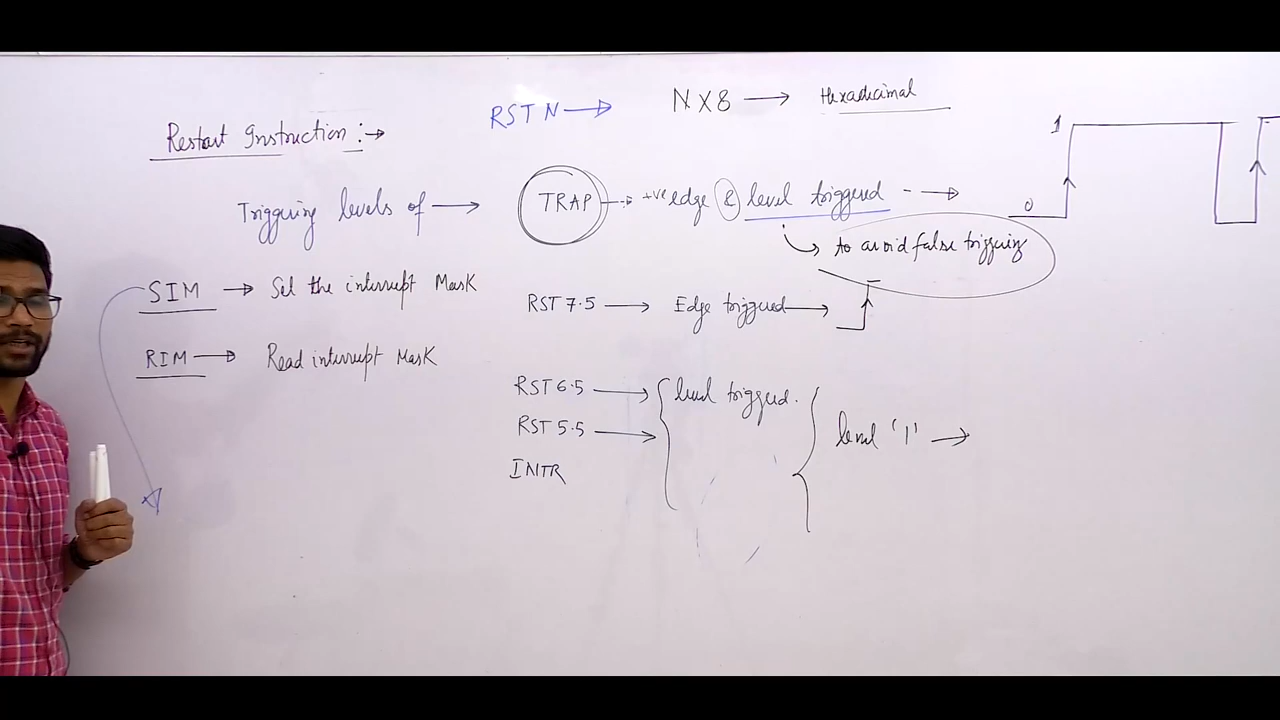 RST N → N X 8 → Hexadecimal
Restart Instruction :→
1
Triggering levels of → TRAP → +ve edge & level triggered - →
0
↳ to avoid false triggering
SIM → Set the interrupt Mask
RST 7.5 → Edge triggered →
RIM → Read interrupt Mask
RST 6.5 → level triggered.
RST 5.5 →
level '1' →
INTR